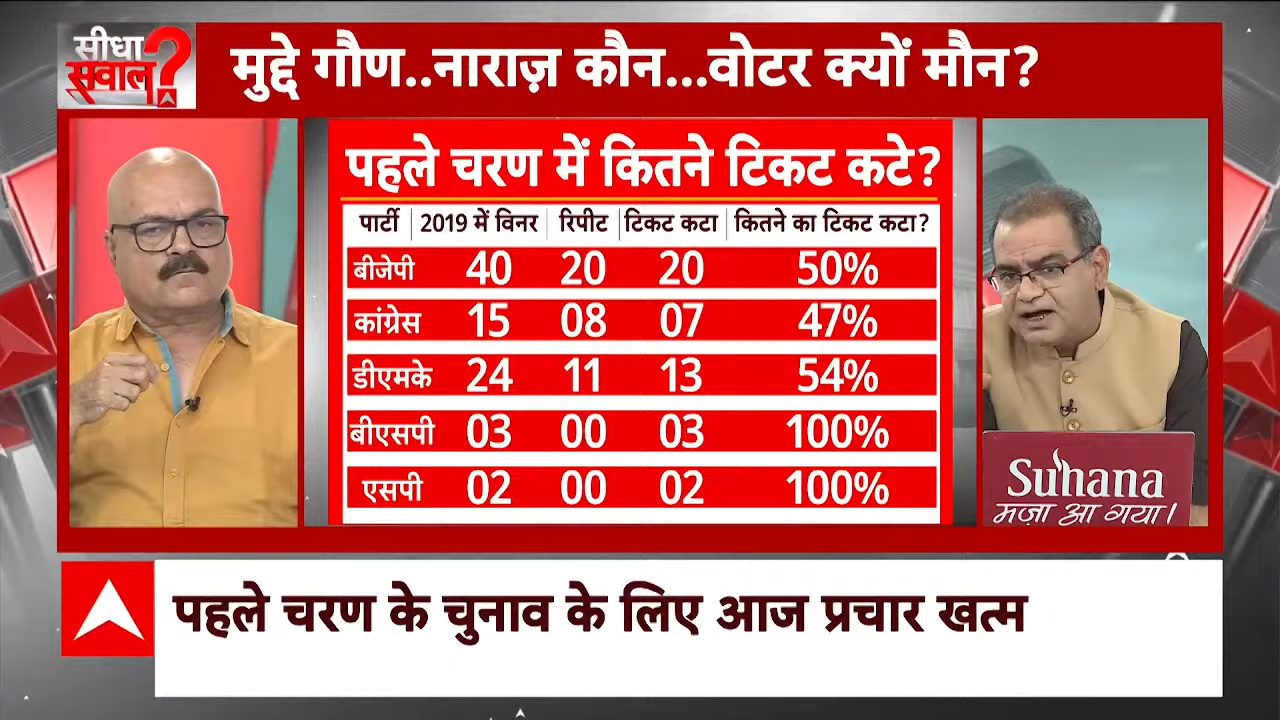 सीधा
सवाल?
मुद्दे गौण..नाराज़ कौन...वोटर क्यों मौन?
पहले चरण में कितने टिकट कटे?
पार्टी 2019 में विनर रिपीट टिकट कटा कितने का टिकट कटा?
बीजेपी 40 20 20 50%
कांग्रेस 15 08 07 47%
डीएमके 24 11 13 54%
बीएसपी 03 00 03 100%
एसपी 02 00 02 100%
Suhana
मज़ा आ गया!
पहले चरण के चुनाव के लिए आज प्रचार खत्म